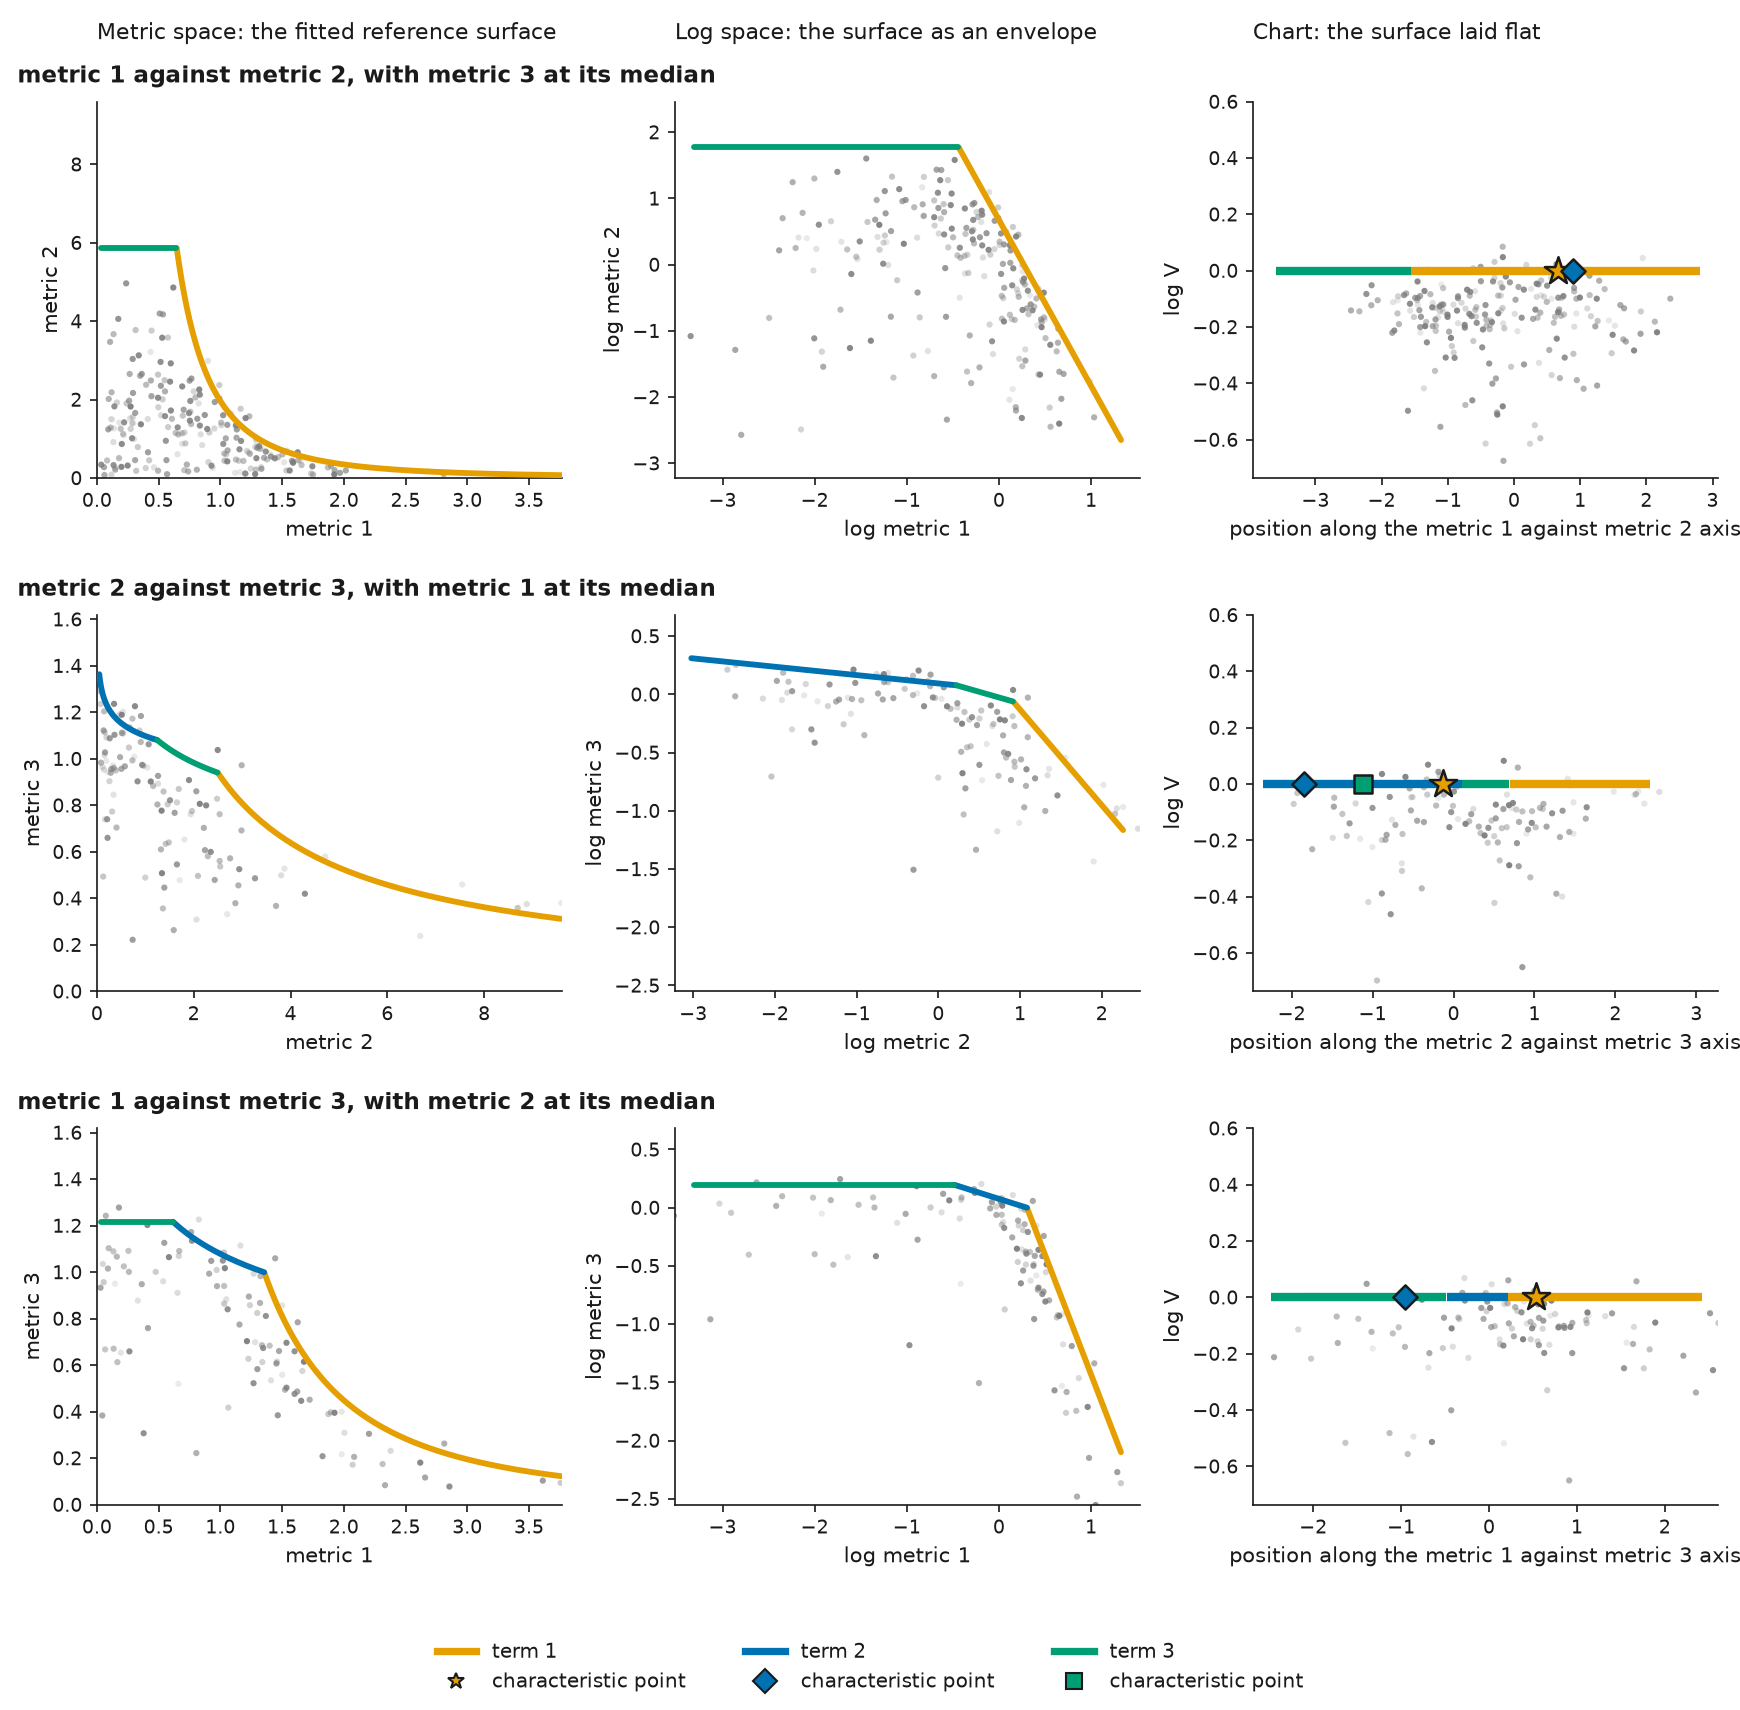 Metric space: the fitted reference surface
Log space: the surface as an envelope
Chart: the surface laid flat
metric 1 against metric 2, with metric 3 at its median
metric 2
8
6
4
2
0
0.0 0.5 1.0 1.5 2.0 2.5 3.0 3.5
metric 1
log metric 2
2
1
0
−1
−2
−3
−3 −2 −1 0 1
log metric 1
log V
0.6
0.4
0.2
0.0
−0.2
−0.4
−0.6
−3 −2 −1 0 1 2 3
position along the metric 1 against metric 2 axis
metric 2 against metric 3, with metric 1 at its median
metric 3
1.6
1.4
1.2
1.0
0.8
0.6
0.4
0.2
0.0
0 2 4 6 8
metric 2
log metric 3
0.5
0.0
−0.5
−1.0
−1.5
−2.0
−2.5
−3 −2 −1 0 1 2
log metric 2
log V
0.6
0.4
0.2
0.0
−0.2
−0.4
−0.6
−2 −1 0 1 2 3
position along the metric 2 against metric 3 axis
metric 1 against metric 3, with metric 2 at its median
metric 3
1.6
1.4
1.2
1.0
0.8
0.6
0.4
0.2
0.0
0.0 0.5 1.0 1.5 2.0 2.5 3.0 3.5
metric 1
log metric 3
0.5
0.0
−0.5
−1.0
−1.5
−2.0
−2.5
−3 −2 −1 0 1
log metric 1
log V
0.6
0.4
0.2
0.0
−0.2
−0.4
−0.6
−2 −1 0 1 2
position along the metric 1 against metric 3 axis
term 1
characteristic point
term 2
characteristic point
term 3
characteristic point